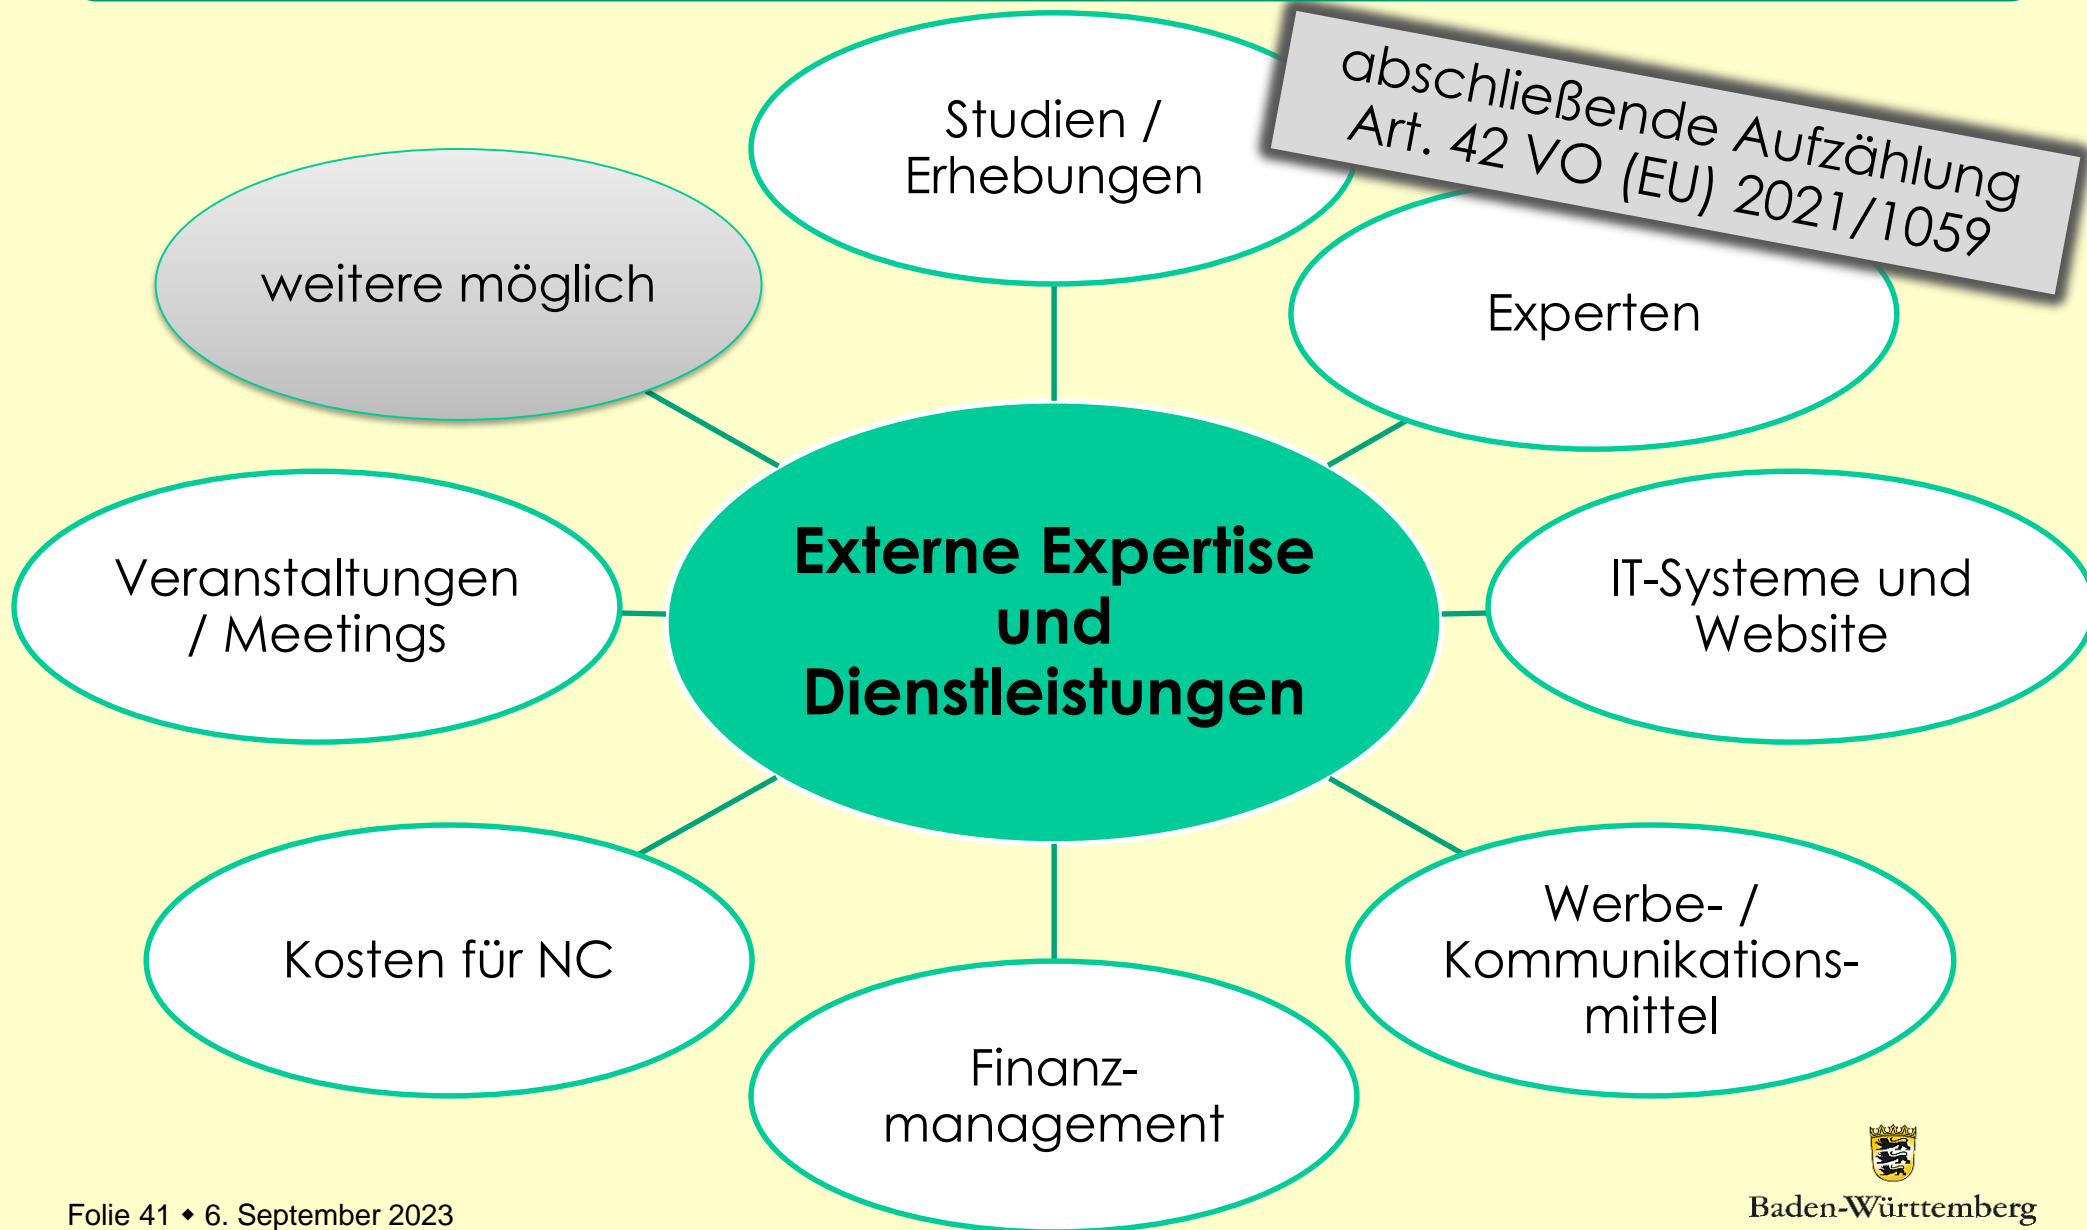 abschließende Aufzählung
Art. 42 VO (EU) 2021/1059
Studien /
Erhebungen
weitere möglich
Experten
Externe Expertise
und
Dienstleistungen
Veranstaltungen
/ Meetings
IT-Systeme und
Website
Kosten für NC
Werbe- /
Kommunikations-
mittel
Finanz-
management
Folie 41 ◆ 6. September 2023
Baden-Württemberg